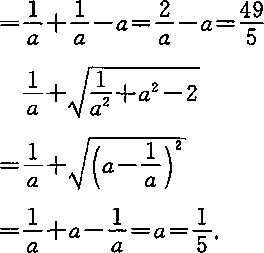 =1/a+1/a−a=2/a−a=49/5
1/a+√(1/a²+a²−2)
=1/a+√((a−1/a)²)
=1/a+a−1/a=a=1/5.